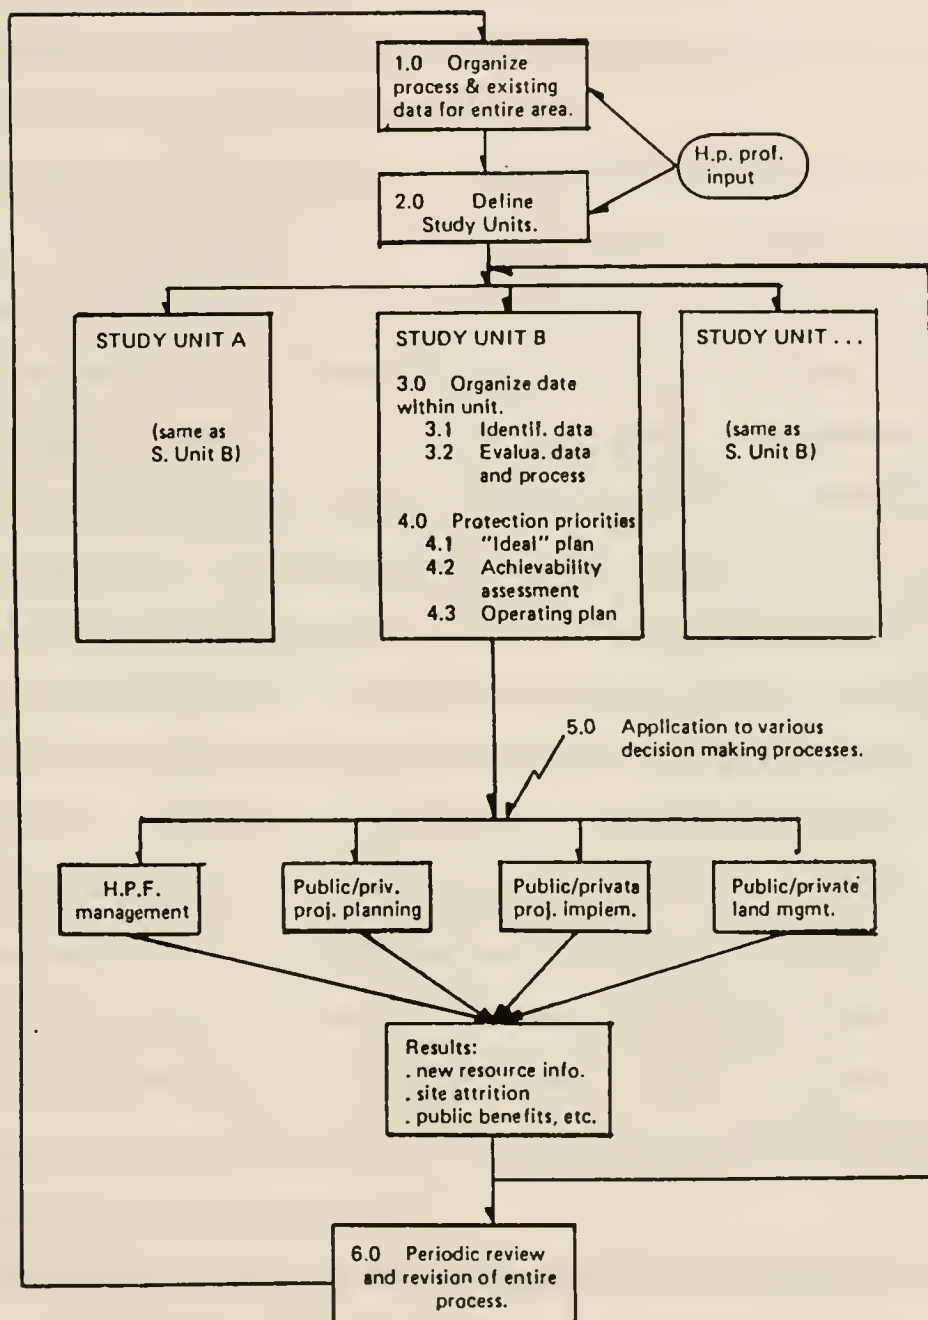 1.0 Organize
process & existing
data for entire area.
H.p. prof.
input
2.0 Define
Study Units.
STUDY UNIT A
(same as
S. Unit B)
STUDY UNIT B
3.0 Organize date
within unit.
3.1 Identif. data
3.2 Evalua. data
and process
4.0 Protection priorities
4.1 "Ideal" plan
4.2 Achievability
assessment
4.3 Operating plan
STUDY UNIT ...
(same as
S. Unit B)
5.0 Application to various
decision making processes.
H.P.F.
management
Public/priv.
proj. planning
Public/privata
proj. implem.
Public/private
land mgmt.
Results:
. new resource info.
. site attrition
. public benefits, etc.
6.0 Periodic review
and revision of entire
process.